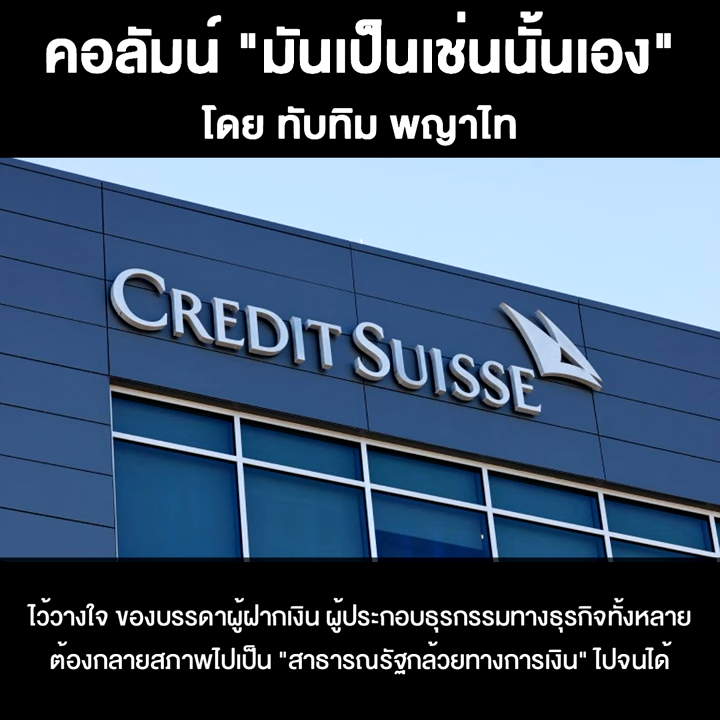 คอลัมน์ "มันเป็นเช่นนั้นเอง"
โดย ทับทิม พญาไท
CREDIT SUISSE
ไว้วางใจ ของบรรดาผู้ฝากเงิน ผู้ประกอบธุรกรรมทางธุรกิจทั้งหลาย
ต้องกลายสภาพไปเป็น "สาธารณรัฐกล้วยทางการเงิน" ไปจนได้